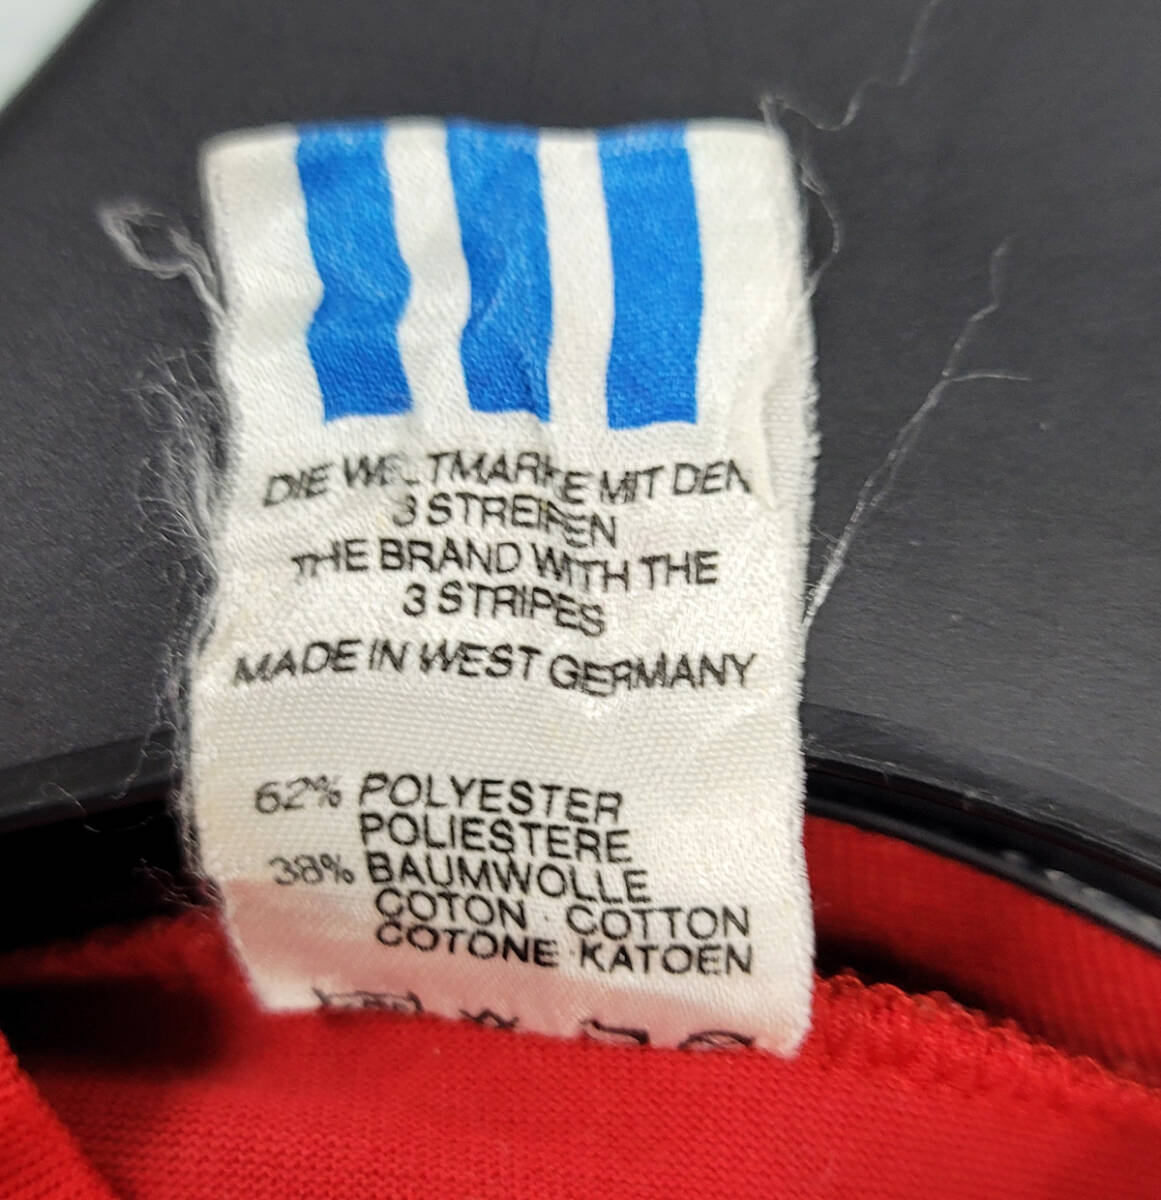 DIE WELTMARKE MIT DEN
3 STREIFEN
THE BRAND WITH THE
3 STRIPES
MADE IN WEST GERMANY
62% POLYESTER
POLIESTERE
38% BAUMWOLLE
COTON · COTTON
COTONE · KATOEN